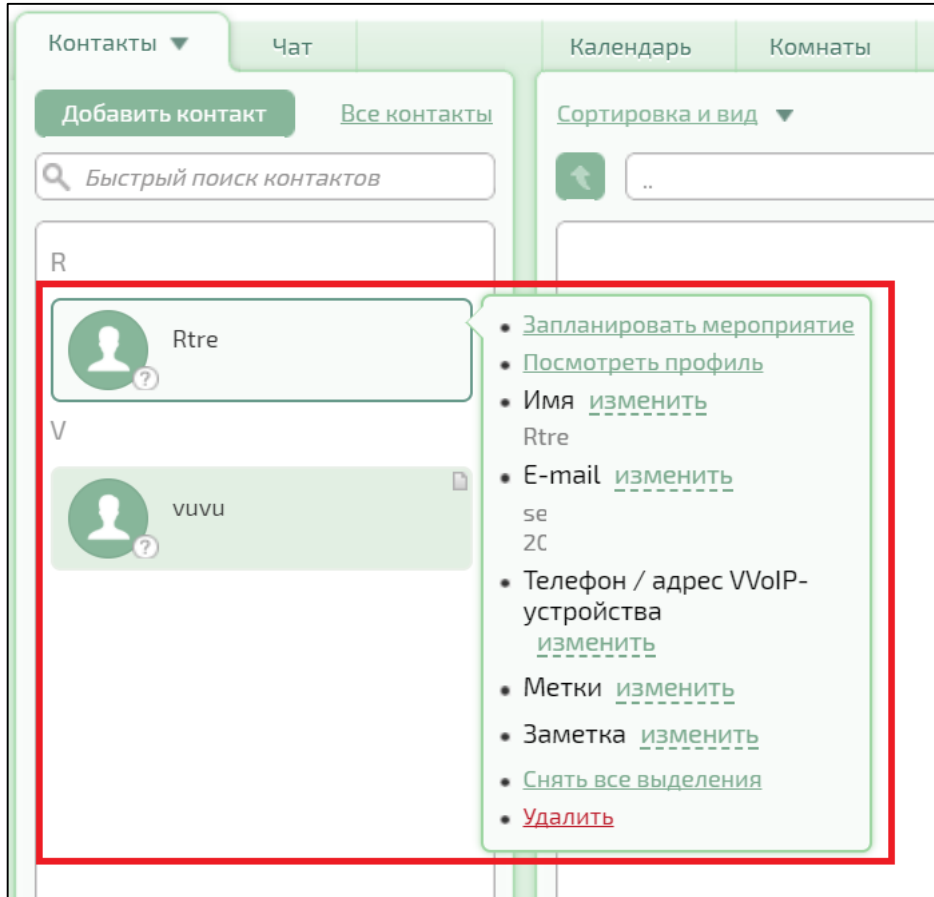 Контакты ▼ Чат Календарь Комнаты
Добавить контакт Все контакты Сортировка и вид ▼
Быстрый поиск контактов ..
R
Rtre
V
vuvu
? 
?
• Запланировать мероприятие
• Посмотреть профиль
• Имя изменить
Rtre
• E-mail изменить
se
20
• Телефон / адрес VVoIP-
устройства
изменить
• Метки изменить
• Заметка изменить
• Снять все выделения
• Удалить